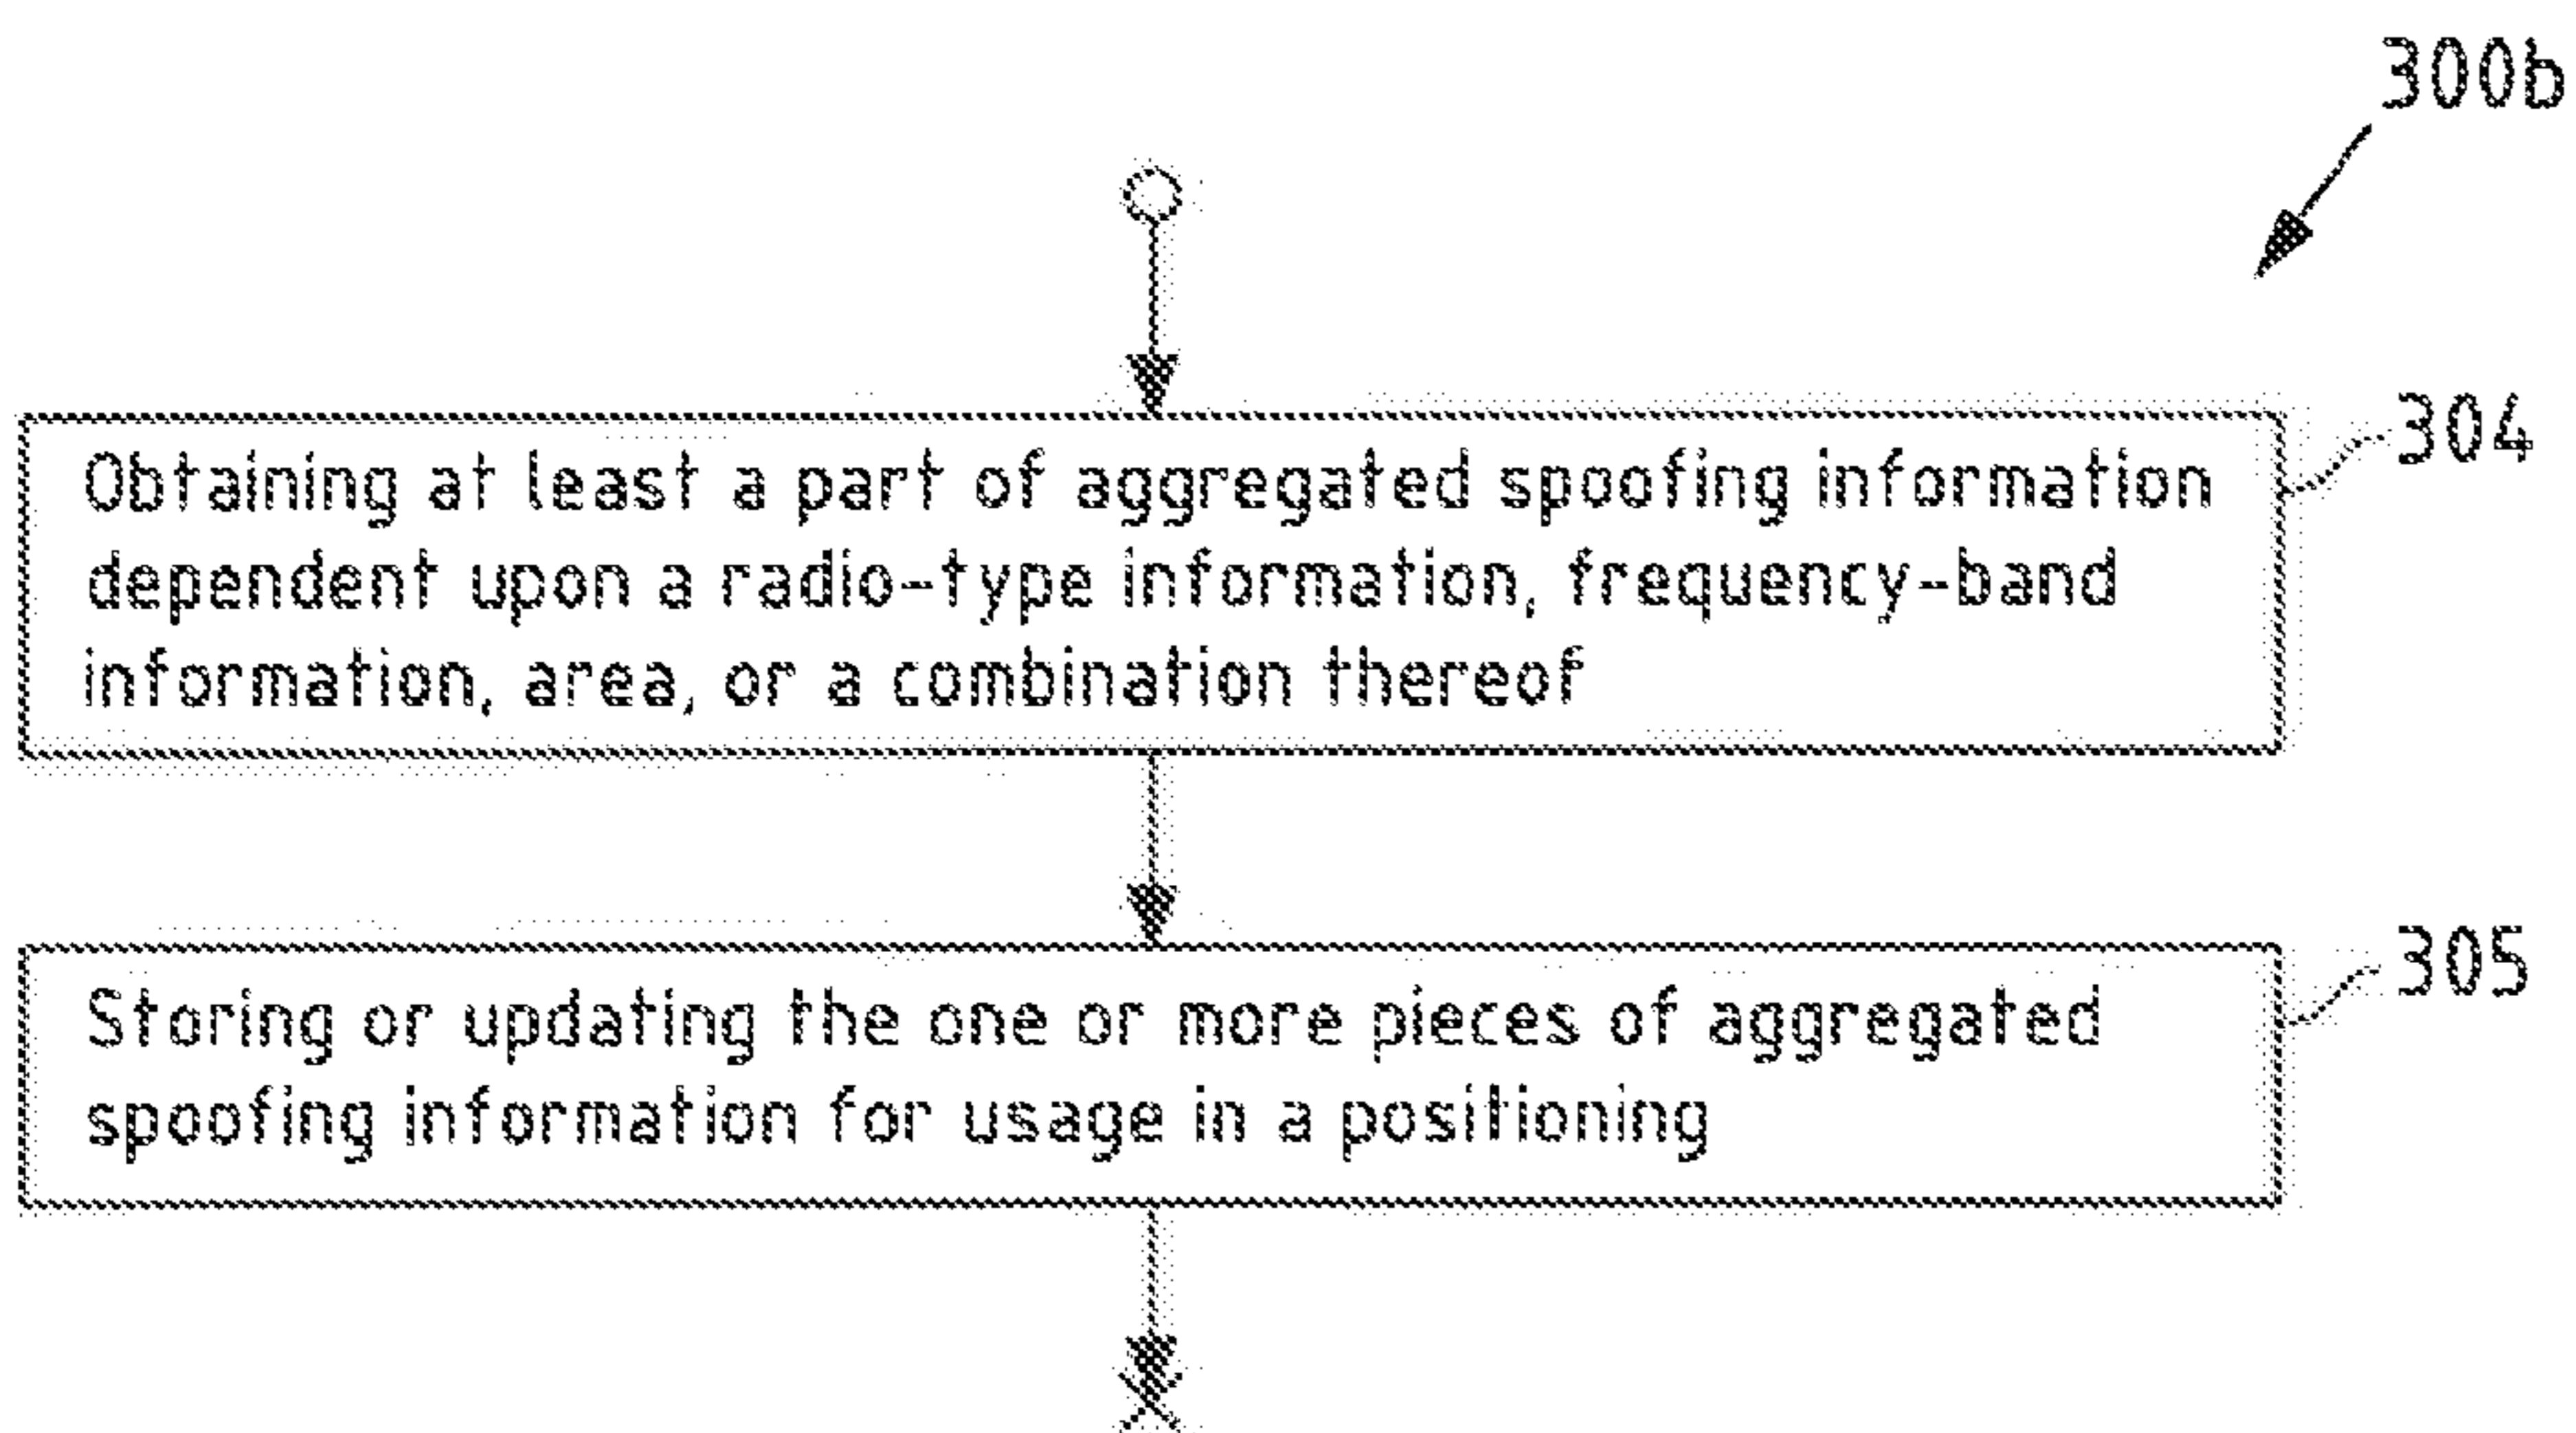 300b
304
Obtaining at least a part of aggregated spoofing information
dependent upon a radio-type information, frequency-band
information, area, or a combination thereof
305
Storing or updating the one or more pieces of aggregated
spoofing information for usage in a positioning